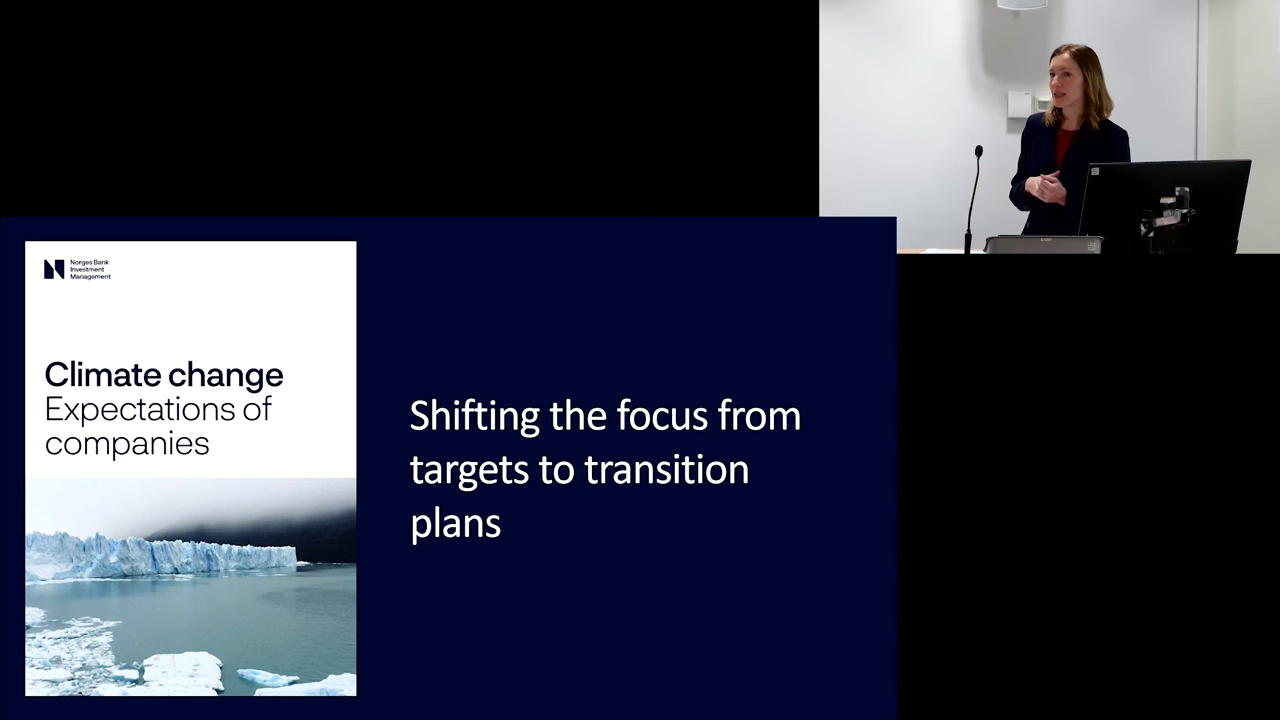 Norges Bank
Investment
Management
Climate change
Expectations of
companies
Shifting the focus from
targets to transition
plans